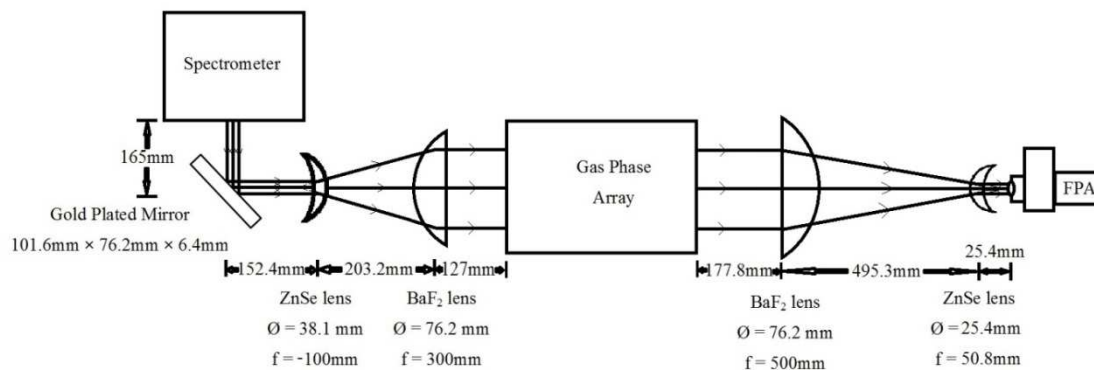 Spectrometer
165mm
Gold Plated Mirror
101.6mm × 76.2mm × 6.4mm
Gas Phase
Array
FPA
152.4mm
203.2mm
127mm
177.8mm
495.3mm
25.4mm
ZnSe lens
Ø = 38.1 mm
f = -100mm
BaF₂ lens
Ø = 76.2 mm
f = 300mm
BaF₂ lens
Ø = 76.2 mm
f = 500mm
ZnSe lens
Ø = 25.4mm
f = 50.8mm